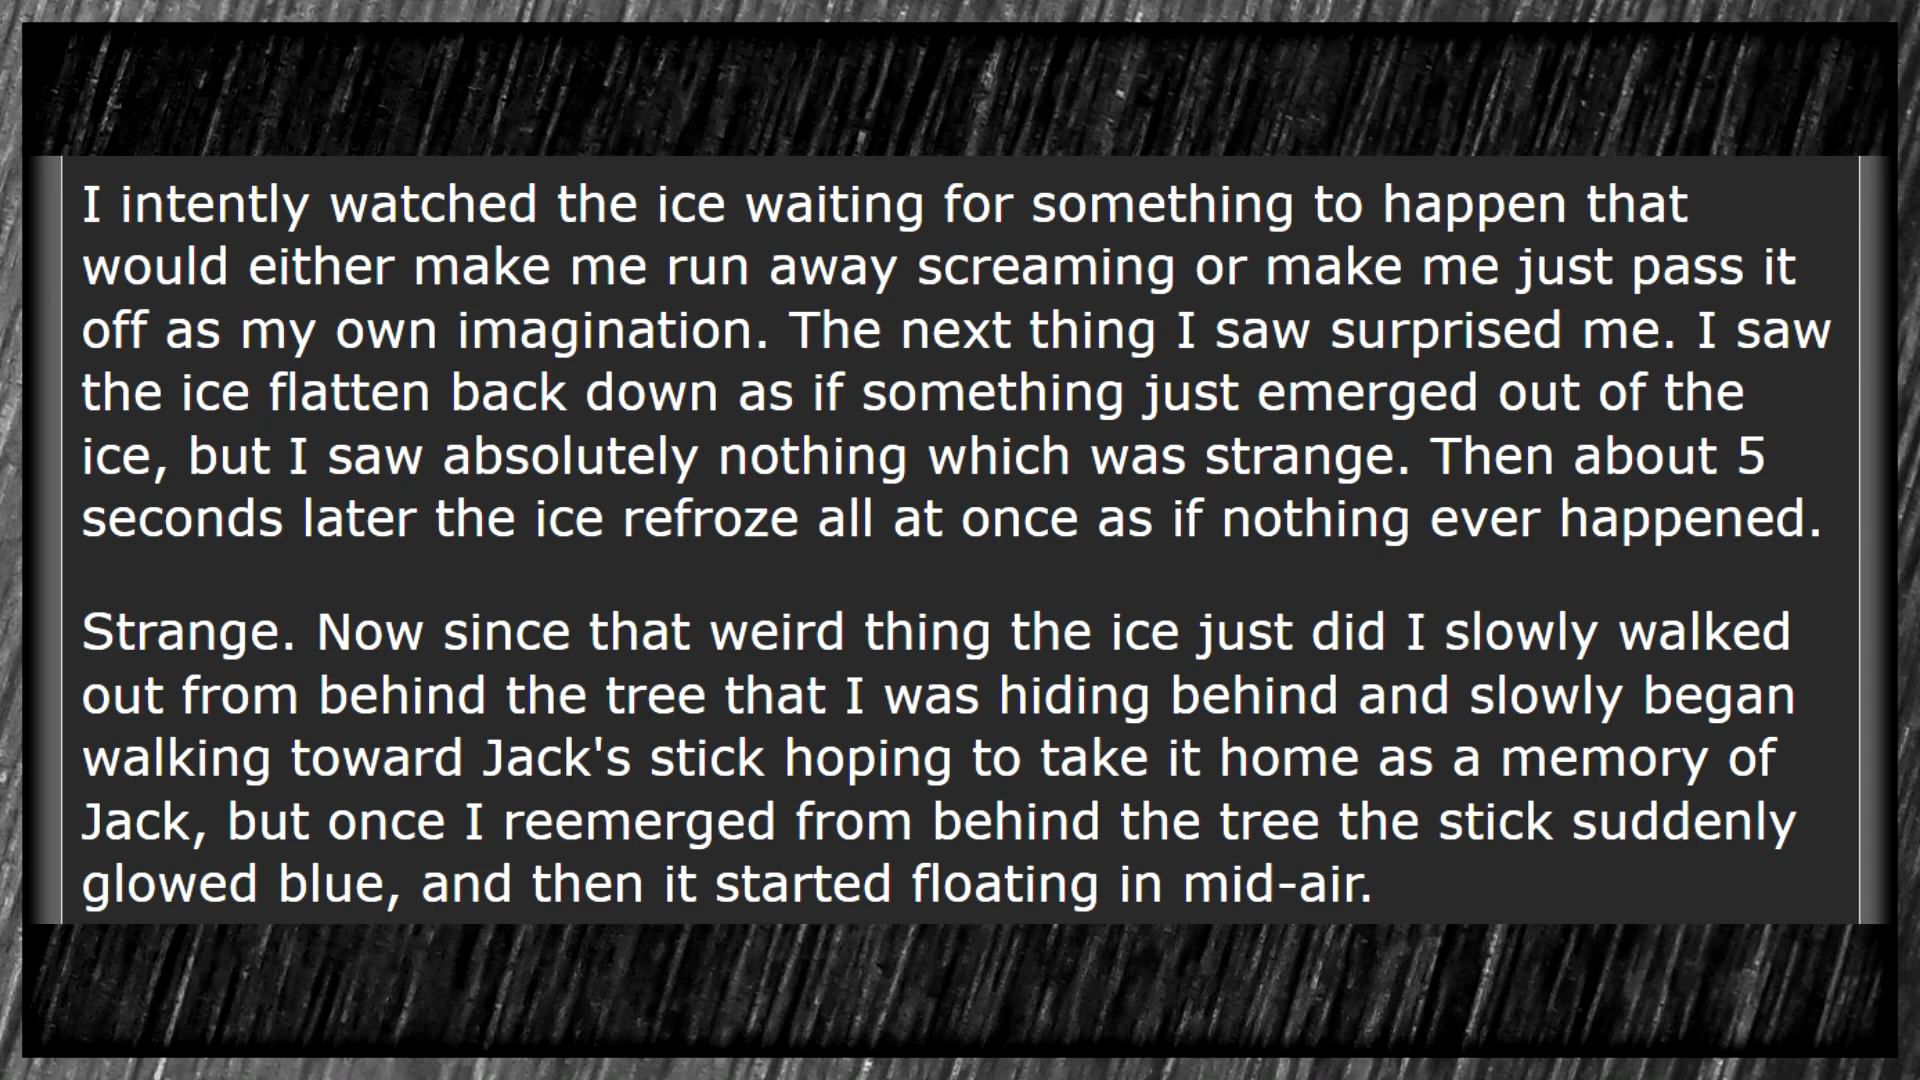 I intently watched the ice waiting for something to happen that
would either make me run away screaming or make me just pass it
off as my own imagination. The next thing I saw surprised me. I saw
the ice flatten back down as if something just emerged out of the
ice, but I saw absolutely nothing which was strange. Then about 5
seconds later the ice refroze all at once as if nothing ever happened.
Strange. Now since that weird thing the ice just did I slowly walked
out from behind the tree that I was hiding behind and slowly began
walking toward Jack's stick hoping to take it home as a memory of
Jack, but once I reemerged from behind the tree the stick suddenly
glowed blue, and then it started floating in mid-air.